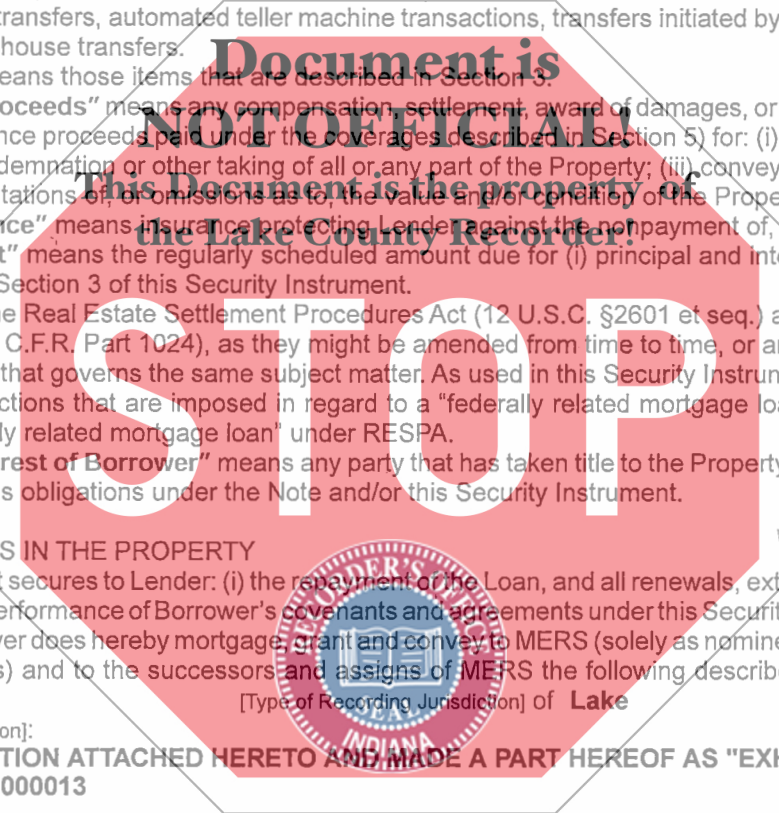 transfers, automated teller machine transactions, transfers initiated by
house transfers.
Document is
eans those items that are described in Section 3.
oceeds” means any compensation, settlement, award of damages, or
NOT OFFICIAL!
nce proceeds paid under the coverages described in Section 5) for: (i)
demnation or other taking of all or any part of the Property; (iii) convey
This Document is the property of
tations of, or omissions as to, the value and/or condition of the Prope
nce” means insurance protecting Lender against the nonpayment of,
the Lake County Recorder!
t” means the regularly scheduled amount due for (i) principal and inte
Section 3 of this Security Instrument.
e Real Estate Settlement Procedures Act (12 U.S.C. §2601 et seq.) a
C.F.R. Part 1024), as they might be amended from time to time, or a
that governs the same subject matter. As used in this Security Instrun
ctions that are imposed in regard to a “federally related mortgage loa
ly related mortgage loan” under RESPA.
STOP
rest of Borrower” means any party that has taken title to the Property
s obligations under the Note and/or this Security Instrument.
S IN THE PROPERTY
t secures to Lender: (i) the repayment of the Loan, and all renewals, ext
erformance of Borrower’s covenants and agreements under this Securit
ver does hereby mortgage, grant and convey to MERS (solely as nomine
s) and to the successors and assigns of MERS the following describe
RECORDER'S OFFICE
SEAL
INDIANA
[Type of Recording Jurisdiction] of Lake
on]:
TION ATTACHED HERETO AND MADE A PART HEREOF AS "EXH
000013